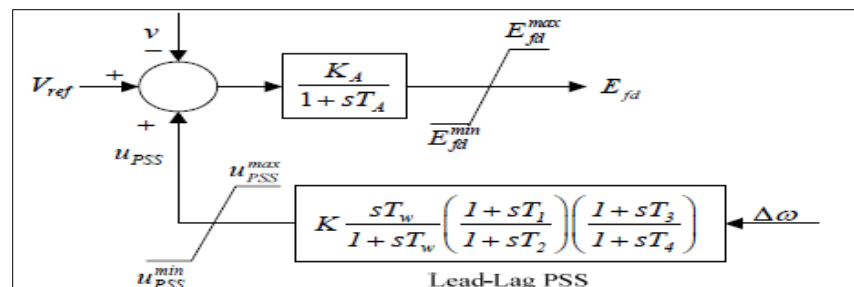 v
−
V_ref
+
+
K_A
1 + sT_A
E_fd^max
E_fd^min
E_fd
u_PSS
u_PSS^max
u_PSS^min
K sT_w / 1 + sT_w ( 1 + sT_1 / 1 + sT_2 ) ( 1 + sT_3 / 1 + sT_4 )
Δω
Lead-Lag PSS